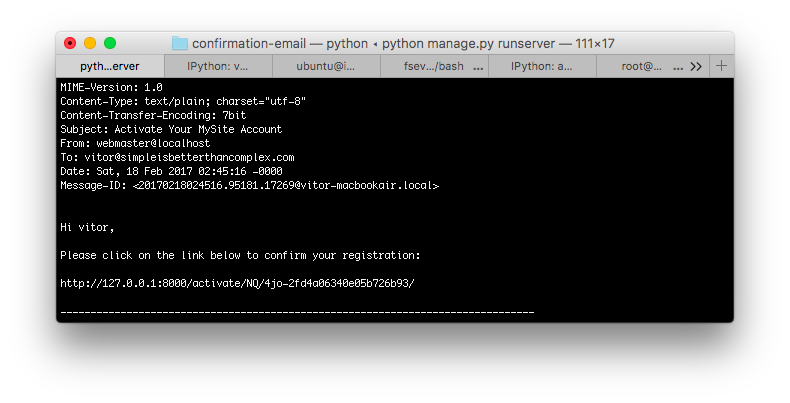 confirmation-email — python ◂ python manage.py runserver — 111×17
pyth...erver IPython: v... ubuntu@i... fsev.../bash ... IPython: a... root@... ... >> +
MIME-Version: 1.0
Content-Type: text/plain; charset="utf-8"
Content-Transfer-Encoding: 7bit
Subject: Activate Your MySite Account
From: webmaster@localhost
To: vitor@simpleisbetterthancomplex.com
Date: Sat, 18 Feb 2017 02:45:16 -0000
Message-ID: <20170218024516.95181.17269@vitor-macbookair.local>
Hi vitor,
Please click on the link below to confirm your registration:
http://127.0.0.1:8000/activate/NQ/4jo-2fd4a06340e05b726b93/
-------------------------------------------------------------------------------